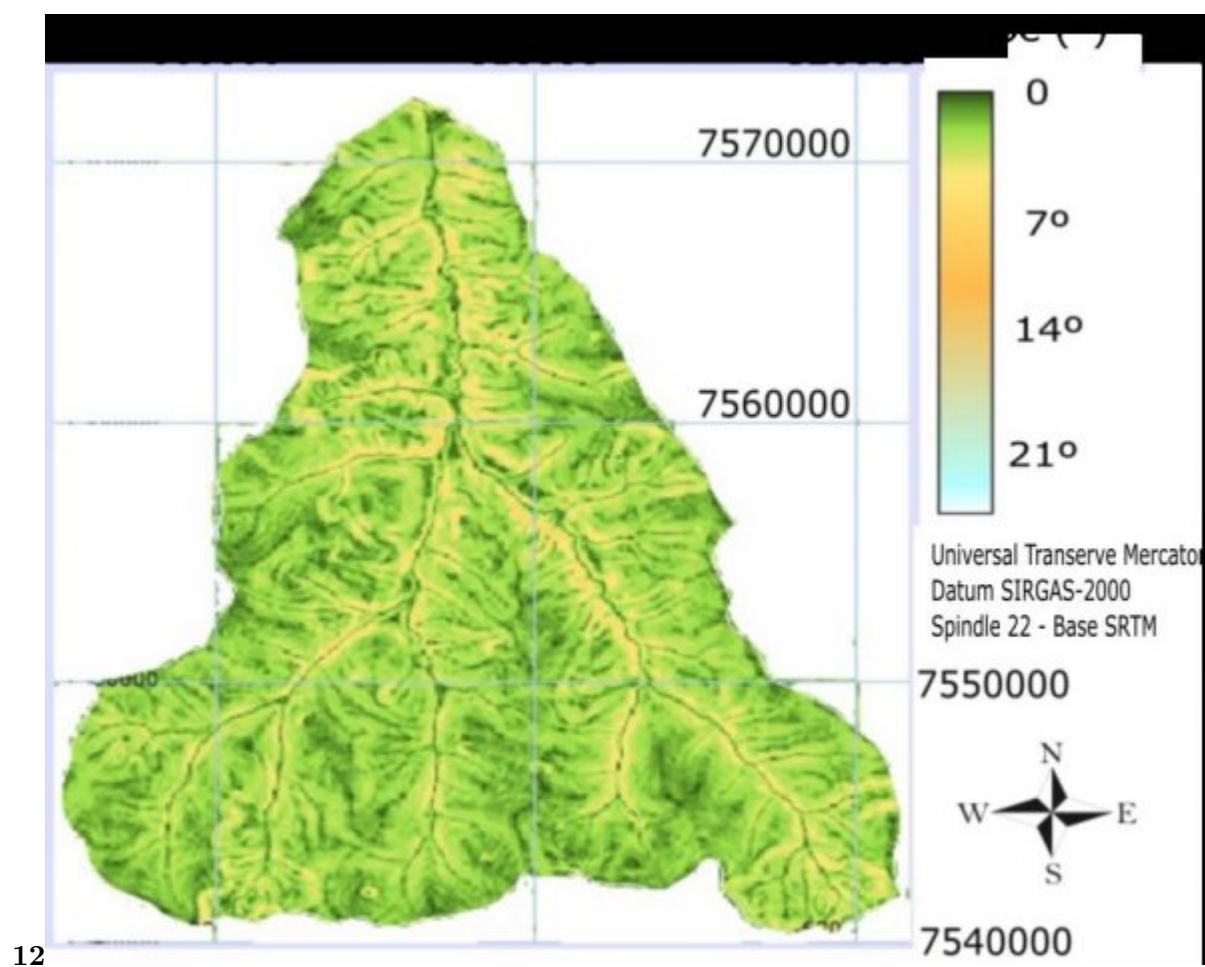 7570000
7560000
7550000
7540000
0
7º
14º
21º
Universal Transerve Mercator
Datum SIRGAS-2000
Spindle 22 - Base SRTM
N
W E
S
12